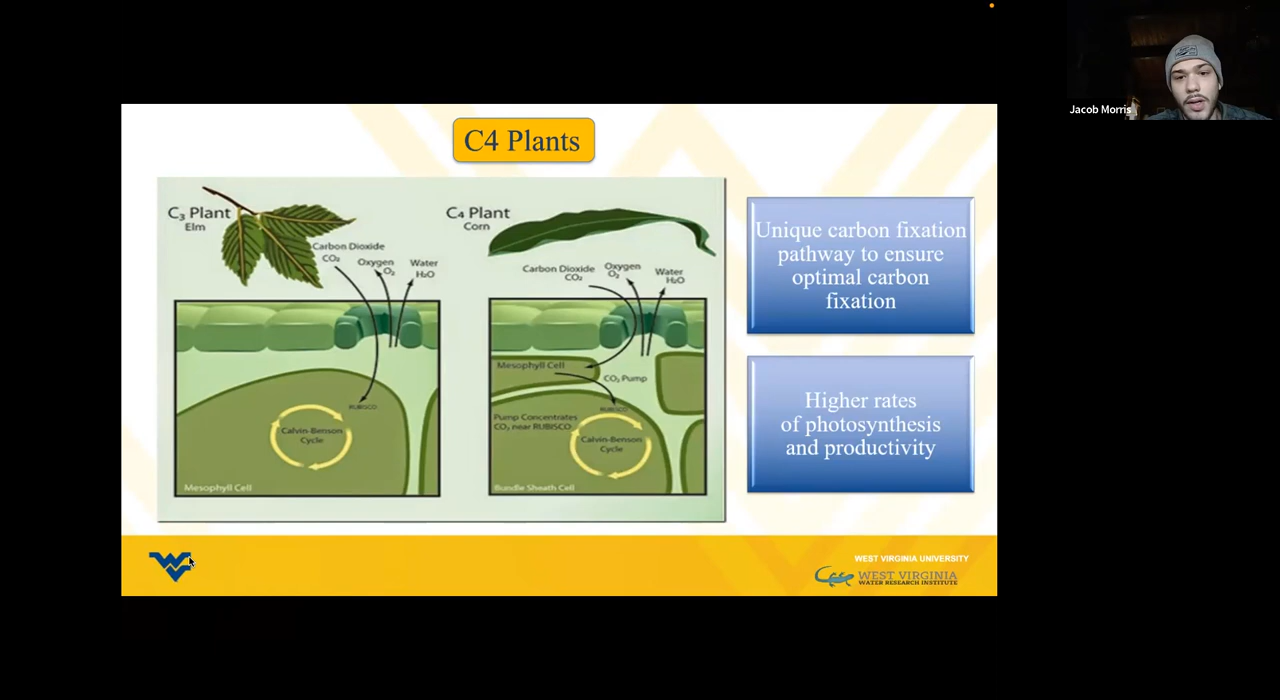 Jacob Morris
C4 Plants
C3 Plant
Elm
Carbon Dioxide
CO2
Oxygen
O2
Water
H2O
RUBISCO
Calvin-Benson
Cycle
Mesophyll Cell
C4 Plant
Corn
Carbon Dioxide
CO2
Oxygen
O2
Water
H2O
Mesophyll Cell
CO2 Pump
Pump Concentrates
CO2 near RUBISCO
RUBISCO
Calvin-Benson
Cycle
Bundle Sheath Cell
Unique carbon fixation
pathway to ensure
optimal carbon
fixation
Higher rates
of photosynthesis
and productivity
WV
WEST VIRGINIA UNIVERSITY
WEST VIRGINIA
WATER RESEARCH INSTITUTE